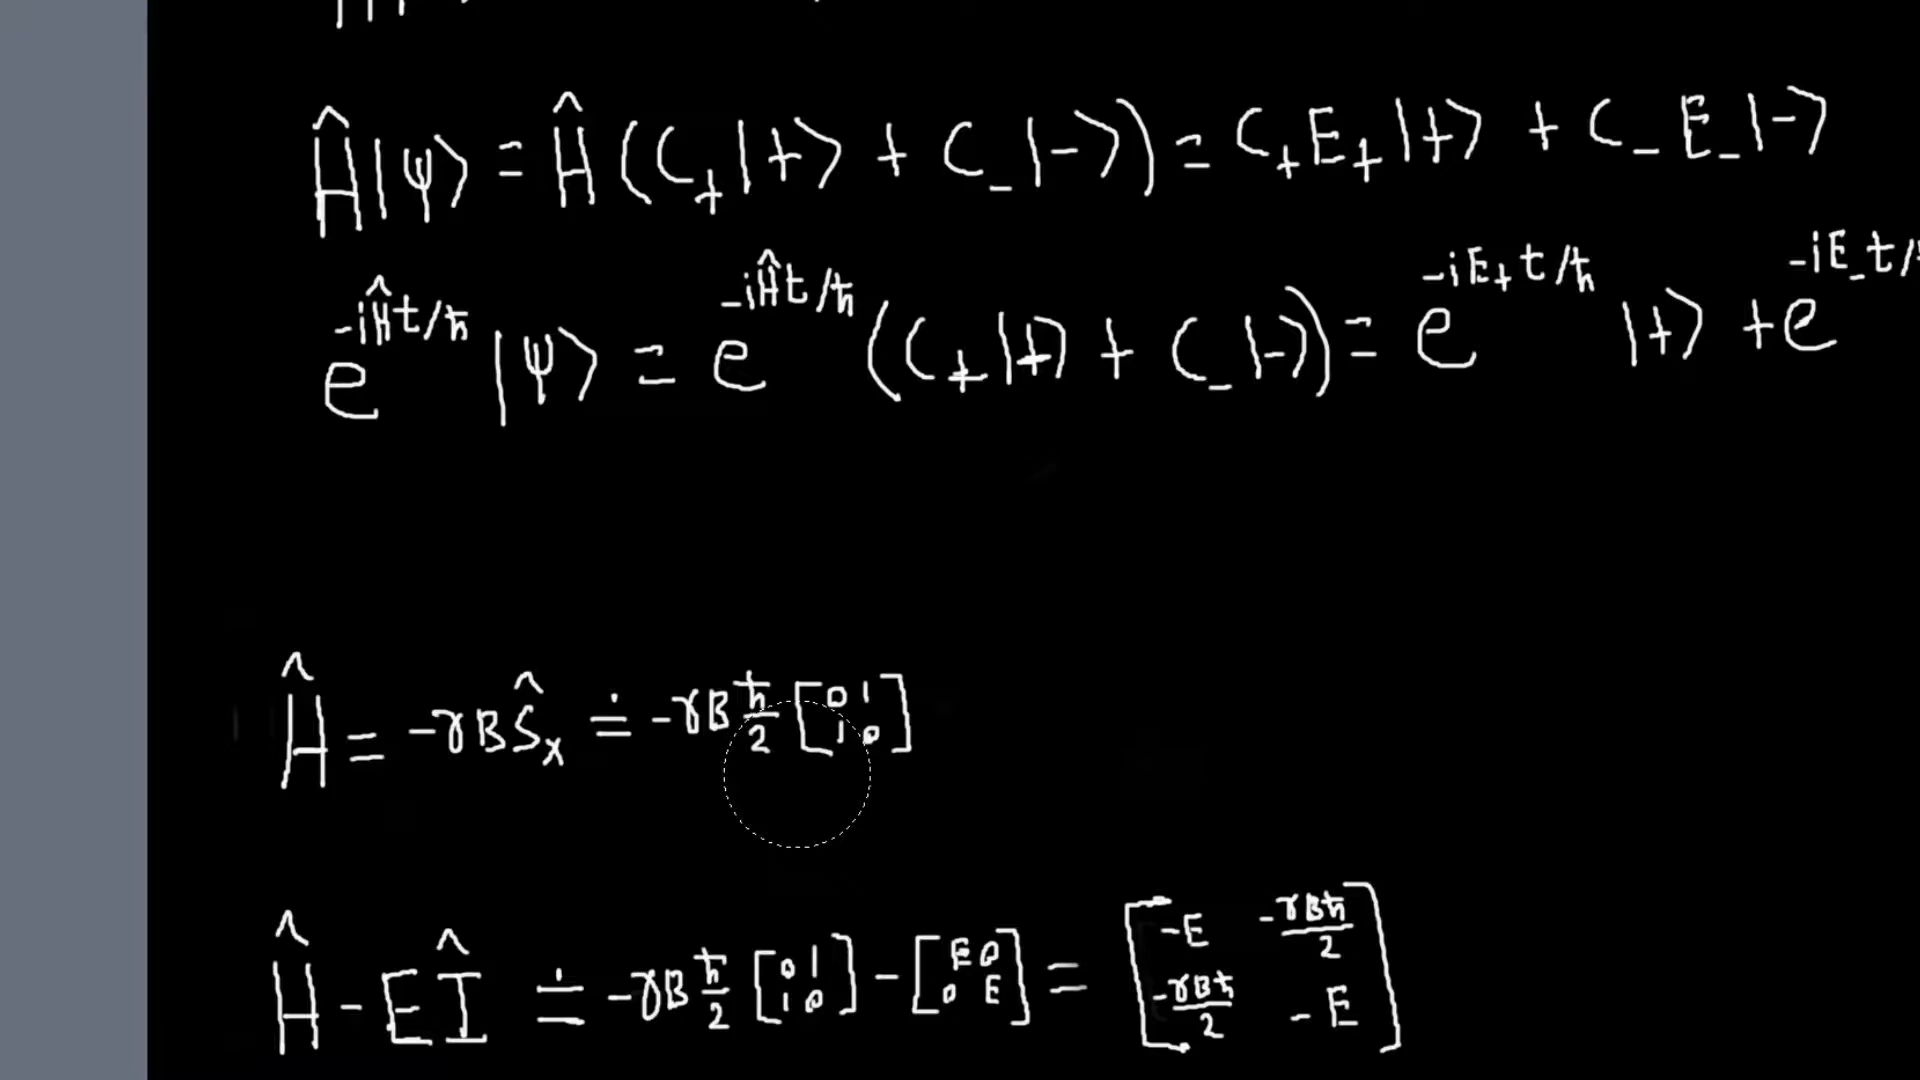 Ĥ|ψ⟩ = Ĥ(C₊|+⟩ + C₋|-⟩) = C₊E₊|+⟩ + C₋E₋|-⟩
e^{-iĤt/ħ}|ψ⟩ = e^{-iĤt/ħ}(C₊|+⟩ + C₋|-⟩) = e^{-iE₊t/ħ}|+⟩ + e^{-iE₋t/
Ĥ = -γBŜₓ ≐ -γB ħ/2 [0 1; 1 0]
Ĥ - EÎ ≐ -γB ħ/2 [0 1; 1 0] - [E 0; 0 E] = [-E -γBħ/2; -γBħ/2 -E]